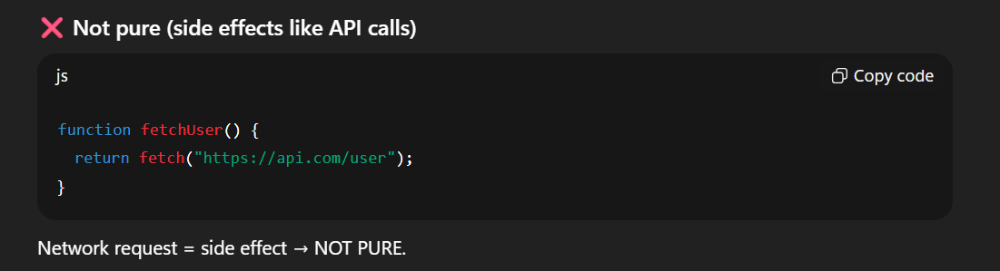 ❌ Not pure (side effects like API calls)
js
Copy code
function fetchUser() {
  return fetch("https://api.com/user");
}
Network request = side effect → NOT PURE.